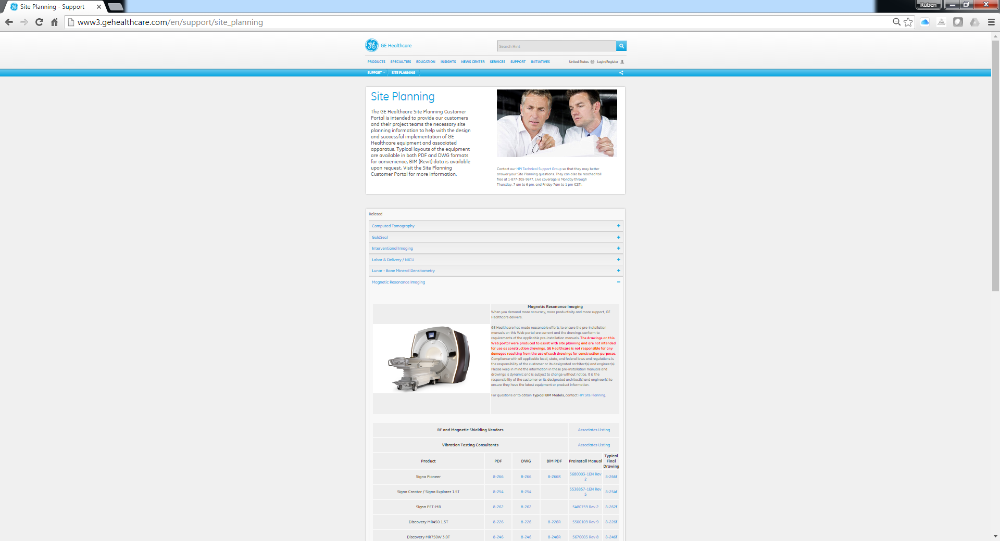 Site Planning - Support
Ruben
www3.gehealthcare.com/en/support/site_planning
GE Healthcare
Search Hint
PRODUCTS SPECIALTIES EDUCATION INSIGHTS NEWS CENTER SERVICES SUPPORT INITIATIVES United States Login/Register
SUPPORT SITE PLANNING
Site Planning
The GE Healthcare Site Planning Customer
Portal is intended to provide our customers
and their project teams the necessary site
planning information to help with the design
and successful implementation of GE
Healthcare equipment and associated
apparatus. Typical layouts of the equipment
are available in both PDF and DWG formats
for convenience, BIM (Revit) data is available
upon request. Visit the Site Planning
Customer Portal for more information.
Contact our HPI Technical Support Group so that they may better
answer your Site Planning questions. They can also be reached toll
free at 1-877-305-9677. Live coverage is Monday through
Thursday, 7 am to 6 pm, and Friday 7am to 1 pm (CST).
Related
Computed Tomography
GoldSeal
Interventional Imaging
Labor & Delivery / NICU
Lunar - Bone Mineral Densitometry
Magnetic Resonance Imaging
Magnetic Resonance Imaging
When you demand more accuracy, more productivity and more support, GE
Healthcare delivers.
GE Healthcare has made reasonable efforts to ensure the pre-installation
manuals on this Web portal are current and the drawings conform to
requirements of the applicable pre-installation manuals. The drawings on this
Web portal were produced to assist with site planning and are not intended
for use as construction drawings. GE Healthcare is not responsible for any
damages resulting from the use of such drawings for construction purposes.
Compliance with all applicable local, state, and federal laws and regulations is
the responsibility of the customer or its designated architect(s) and engineer(s).
Please keep in mind the information in these pre-installation manuals and
drawings is dynamic and is subject to change without notice. It is the
responsibility of the customer or its designated architect(s) and engineer(s) to
ensure they have the latest equipment or product information.
For questions or to obtain Typical BIM Models, contact HPI Site Planning.
RF and Magnetic Shielding Vendors Associates Listing
Vibration Testing Consultants Associates Listing
Product PDF DWG BIM PDF PreInstall Manual Typical Final Drawing
Signa Pioneer 8-266 8-266 8-266R 5680003-1EN Rev 2 8-266f
Signa Creator / Signa Explorer 1.5T 8-254 8-254 5538857-1EN Rev 5 8-254f
Signa PET-MR 8-262 8-262 5480759 Rev 2 8-262f
Discovery MR450 1.5T 8-226 8-226 8-226R 5500109 Rev 9 8-226f
Discovery MR750W 3.0T 8-246 8-246 8-246R 5670003 Rev 8 8-246f